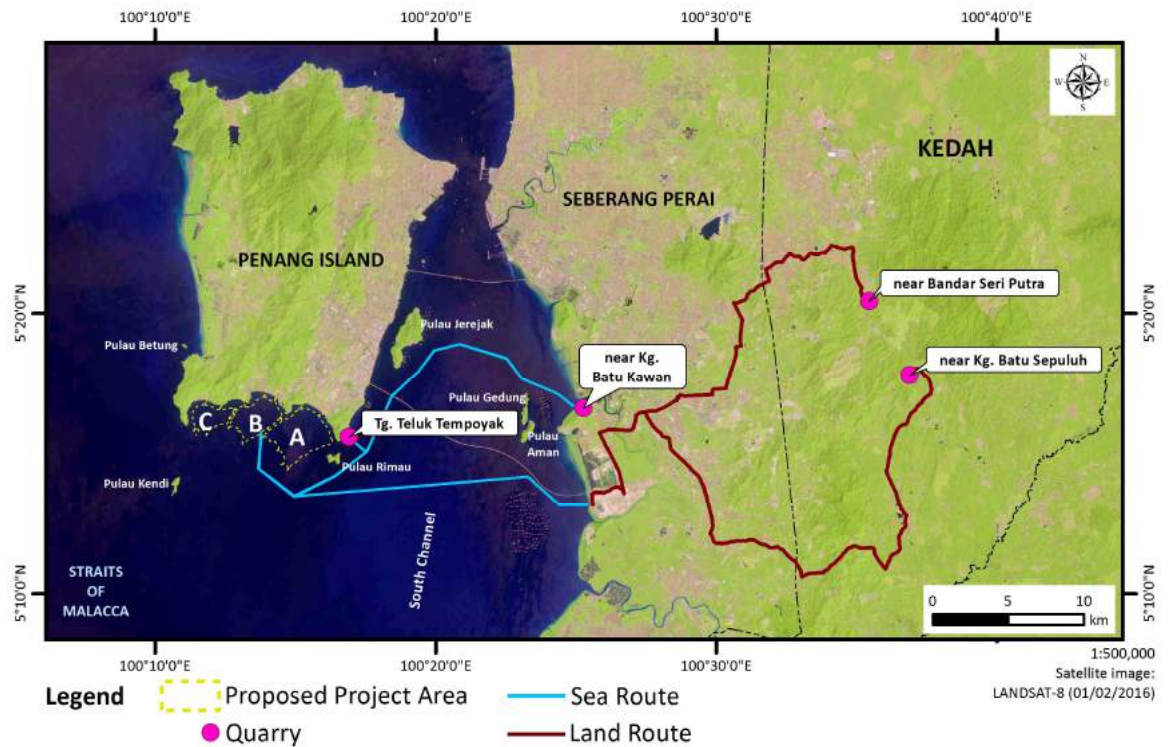 100°10'0"E 100°20'0"E 100°30'0"E 100°40'0"E
N
W E
S
KEDAH
SEBERANG PERAI
PENANG ISLAND
near Bandar Seri Putra
5°20'0"N 5°20'0"N
Pulau Jerejak
Pulau Betung
near Kg.
Batu Kawan
near Kg. Batu Sepuluh
Pulau Gedung
C B A
Tg. Teluk Tempoyak
Pulau
Aman
Pulau Rimau
Pulau Kendi
South Channel
STRAITS
OF
MALACCA
5°10'0"N 5°10'0"N
0 5 10
km
100°10'0"E 100°20'0"E 100°30'0"E 100°40'0"E
1:500,000
Satellite image:
LANDSAT-8 (01/02/2016)
Legend Proposed Project Area Sea Route
Quarry Land Route